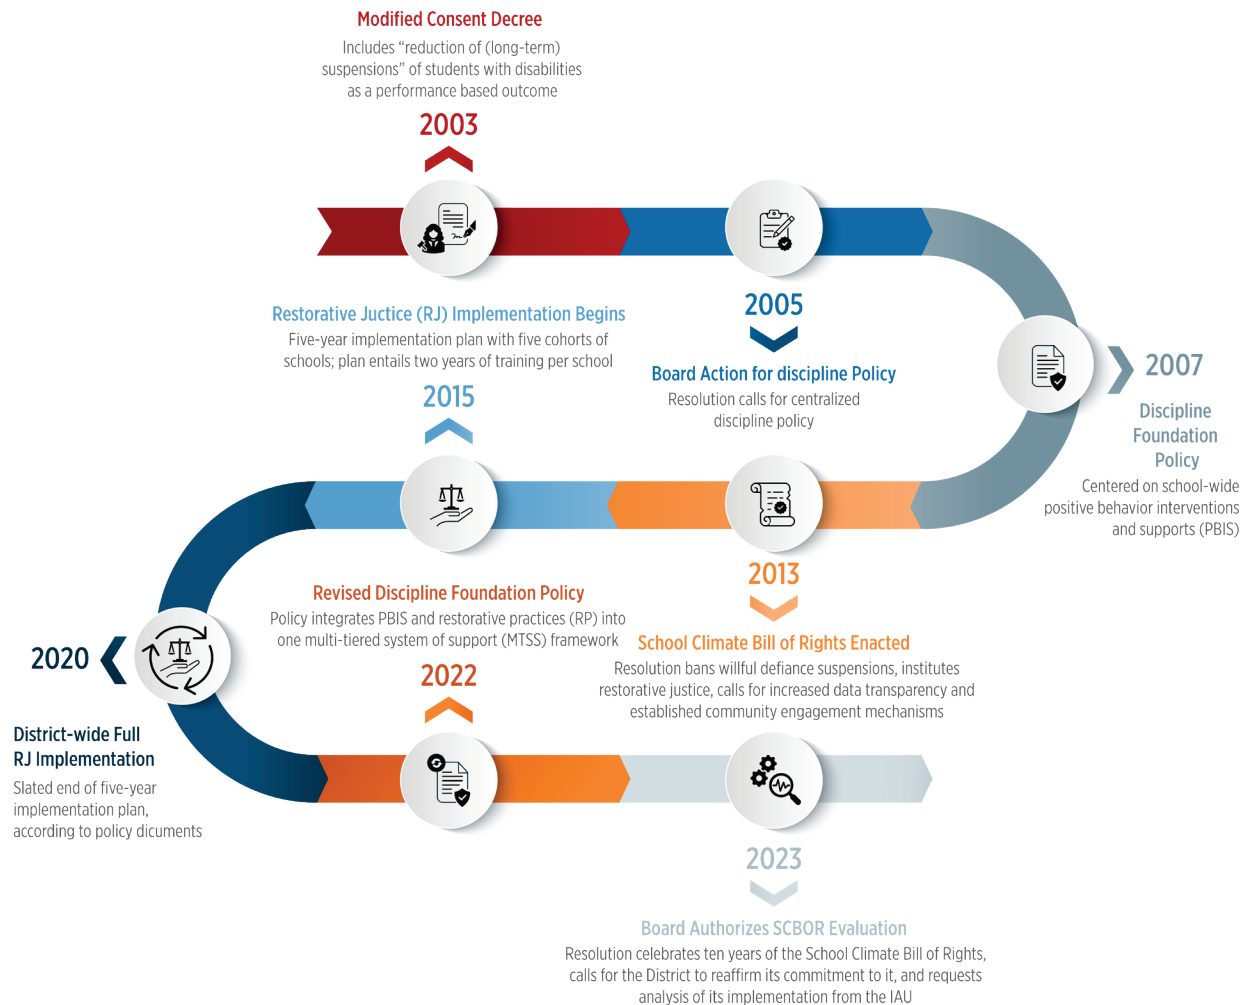 Modified Consent Decree
Includes “reduction of (long-term)
suspensions” of students with disabilities
as a performance based outcome
2003
2005
Board Action for discipline Policy
Resolution calls for centralized
discipline policy
2007
Discipline
Foundation
Policy
Centered on school-wide
positive behavior interventions
and supports (PBIS)
2013
School Climate Bill of Rights Enacted
Resolution bans willful defiance suspensions, institutes
restorative justice, calls for increased data transparency and
established community engagement mechanisms
Restorative Juctice (RJ) Implementation Begins
Five-year implementation plan with five cohorts of
schools; plan entails two years of training per school
2015
2020
District-wide Full
RJ Implementation
Slated end of five-year
implementation plan,
according to policy dicuments
Revised Discipline Foundation Policy
Policy integrates PBIS and restorative practices (RP) into
one multi-tiered system of support (MTSS) framework
2022
2023
Board Authorizes SCBOR Evaluation
Resolution celebrates ten years of the School Climate Bill of Rights,
calls for the District to reaffirm its commitment to it, and requests
analysis of its implementation from the IAU